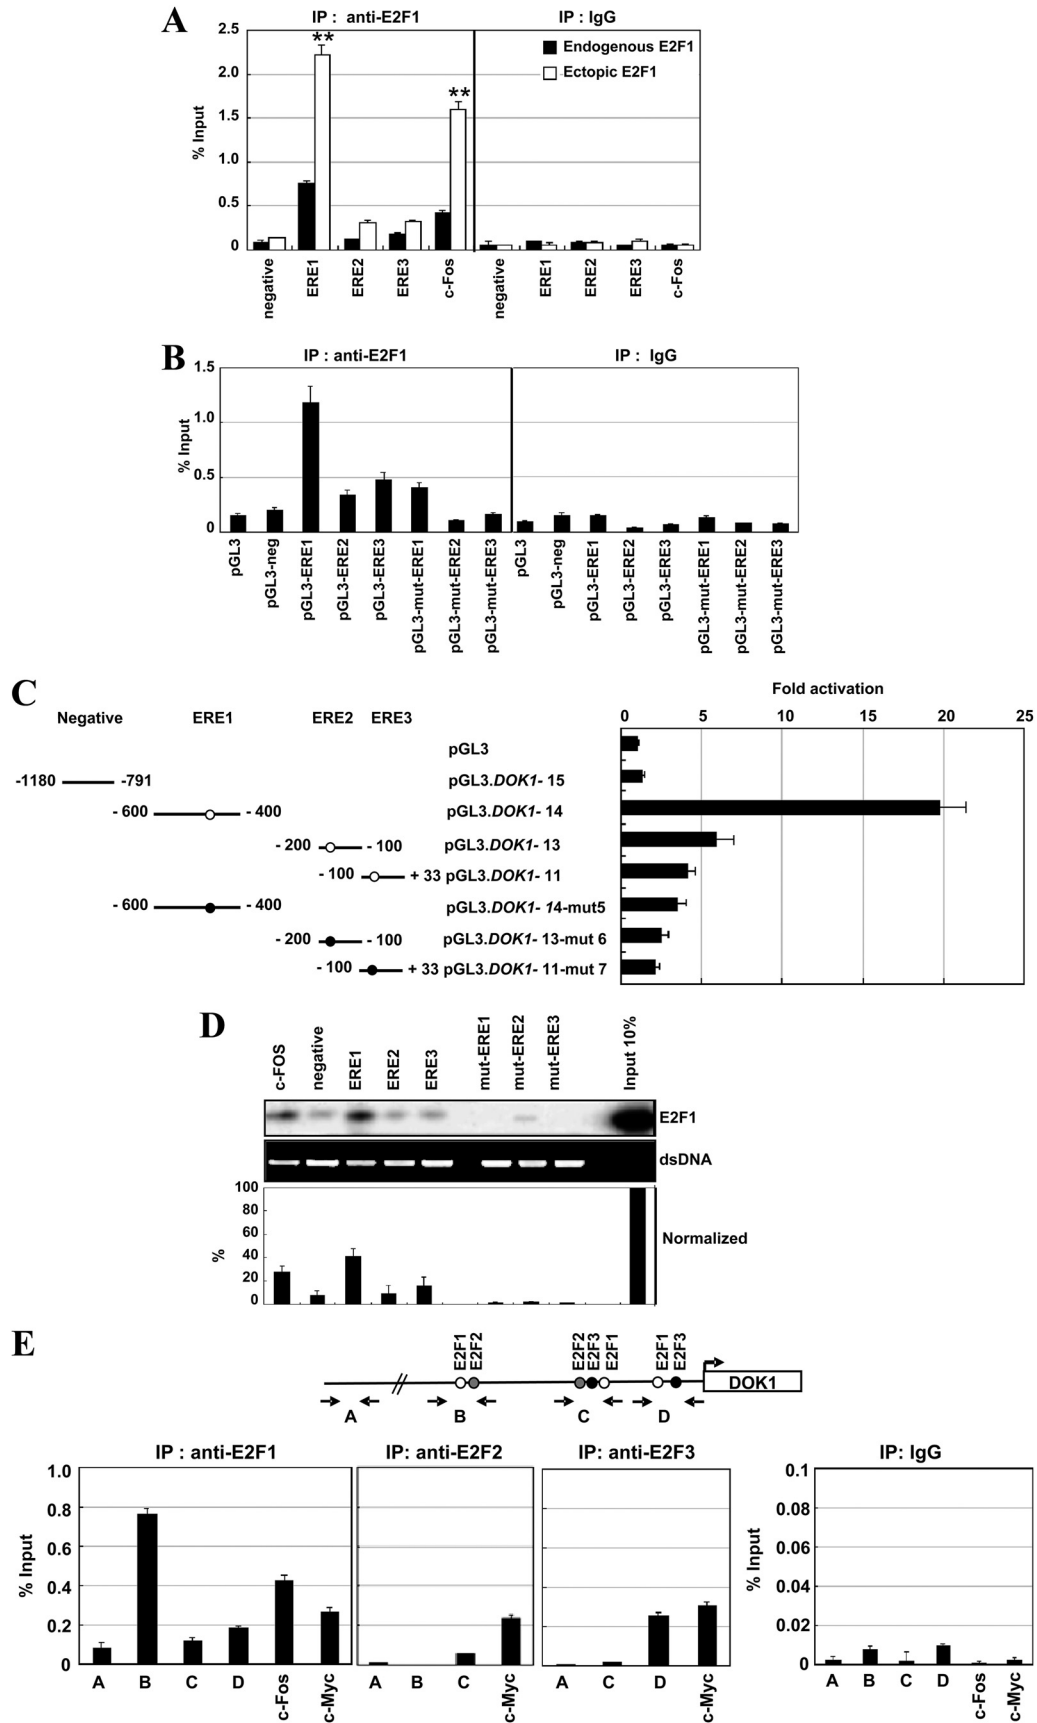 A
IP : anti-E2F1
IP : IgG
Endogenous E2F1
Ectopic E2F1
**
**
% Input
2.5
2.0
1.5
1.0
0.5
0
negative
ERE1
ERE2
ERE3
c-Fos
negative
ERE1
ERE2
ERE3
c-Fos
B
IP : anti-E2F1
IP : IgG
% Input
1.5
1.0
0.5
0
pGL3
pGL3-neg
pGL3-ERE1
pGL3-ERE2
pGL3-ERE3
pGL3-mut-ERE1
pGL3-mut-ERE2
pGL3-mut-ERE3
pGL3
pGL3-neg
pGL3-ERE1
pGL3-ERE2
pGL3-ERE3
pGL3-mut-ERE1
pGL3-mut-ERE2
pGL3-mut-ERE3
C
Fold activation
Negative ERE1 ERE2 ERE3
0 5 10 15 20 25
pGL3
-1180 -791 pGL3.DOK1- 15
- 600 - 400 pGL3.DOK1- 14
- 200 - 100 pGL3.DOK1- 13
- 100 + 33 pGL3.DOK1- 11
- 600 - 400 pGL3.DOK1- 14-mut5
- 200 - 100 pGL3.DOK1- 13-mut 6
- 100 + 33 pGL3.DOK1- 11-mut 7
D
c-FOS
negative
ERE1
ERE2
ERE3
mut-ERE1
mut-ERE2
mut-ERE3
Input 10%
E2F1
dsDNA
Normalized
%
100
80
60
40
20
0
E
E2F1
E2F2
E2F2
E2F3
E2F1
E2F1
E2F3
DOK1
A B C D
IP : anti-E2F1
% Input
1.0
0.8
0.6
0.4
0.2
0
A B C D c-Fos c-Myc
IP: anti-E2F2
A B C c-Myc
IP: anti-E2F3
A C D c-Myc
IP: IgG
% Input
0.1
0.08
0.06
0.04
0.02
0
A B C D c-Fos c-Myc